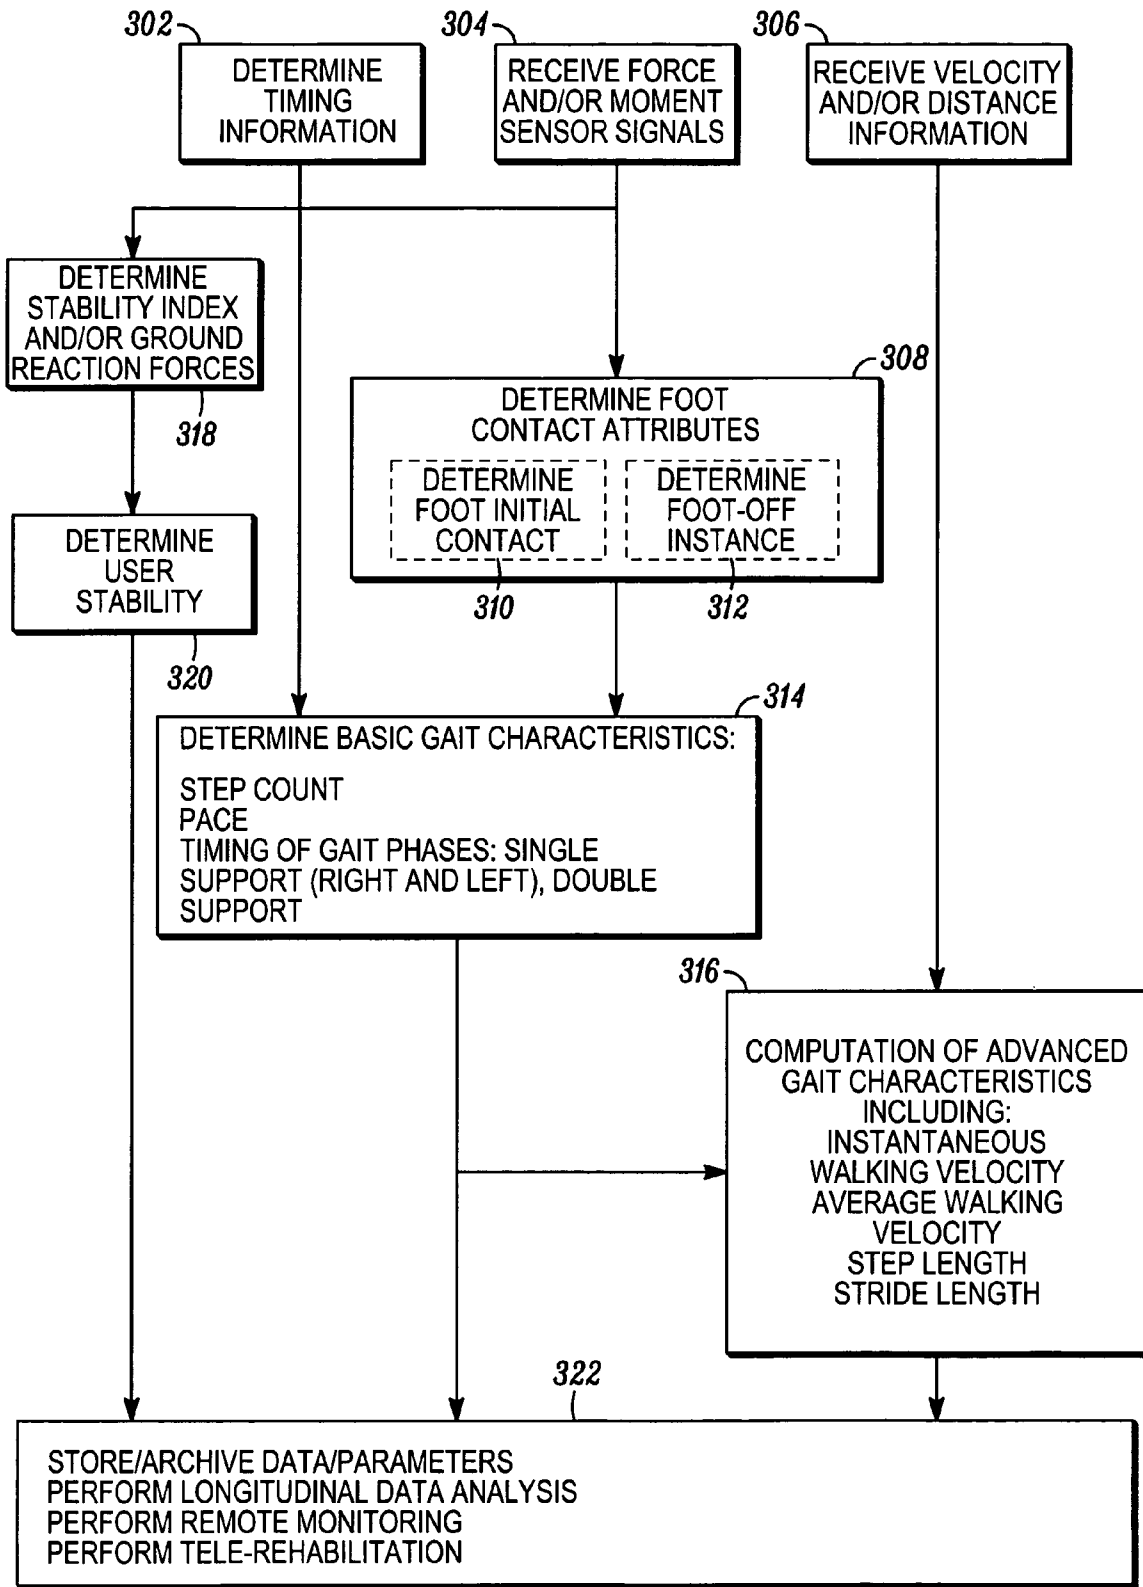 302
DETERMINE
TIMING
INFORMATION
304
RECEIVE FORCE
AND/OR MOMENT
SENSOR SIGNALS
306
RECEIVE VELOCITY
AND/OR DISTANCE
INFORMATION
DETERMINE
STABILITY INDEX
AND/OR GROUND
REACTION FORCES
318
308
DETERMINE FOOT
CONTACT ATTRIBUTES
DETERMINE
FOOT INITIAL
CONTACT
310
DETERMINE
FOOT-OFF
INSTANCE
312
DETERMINE
USER
STABILITY
320
314
DETERMINE BASIC GAIT CHARACTERISTICS:
STEP COUNT
PACE
TIMING OF GAIT PHASES: SINGLE
SUPPORT (RIGHT AND LEFT), DOUBLE
SUPPORT
316
COMPUTATION OF ADVANCED
GAIT CHARACTERISTICS
INCLUDING:
INSTANTANEOUS
WALKING VELOCITY
AVERAGE WALKING
VELOCITY
STEP LENGTH
STRIDE LENGTH
322
STORE/ARCHIVE DATA/PARAMETERS
PERFORM LONGITUDINAL DATA ANALYSIS
PERFORM REMOTE MONITORING
PERFORM TELE-REHABILITATION